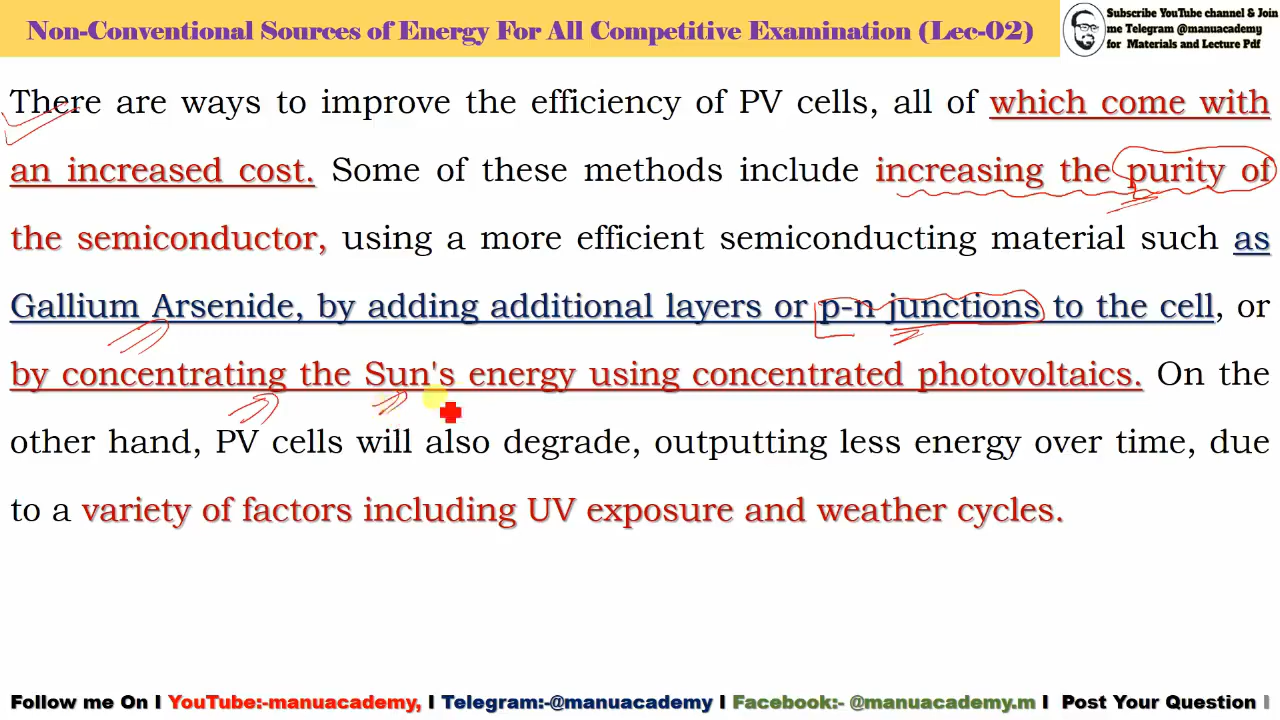 Non-Conventional Sources of Energy For All Competitive Examination (Lec-02)
Subscribe YouTube channel & Join
me Telegram @manuacademy
for Materials and Lecture Pdf
There are ways to improve the efficiency of PV cells, all of which come with
an increased cost. Some of these methods include increasing the purity of
the semiconductor, using a more efficient semiconducting material such as
Gallium Arsenide, by adding additional layers or p-n junctions to the cell, or
by concentrating the Sun's energy using concentrated photovoltaics. On the
other hand, PV cells will also degrade, outputting less energy over time, due
to a variety of factors including UV exposure and weather cycles.
Follow me On I YouTube:-manuacademy, I Telegram:-@manuacademy I Facebook:- @manuacademy.m I Post Your Question I